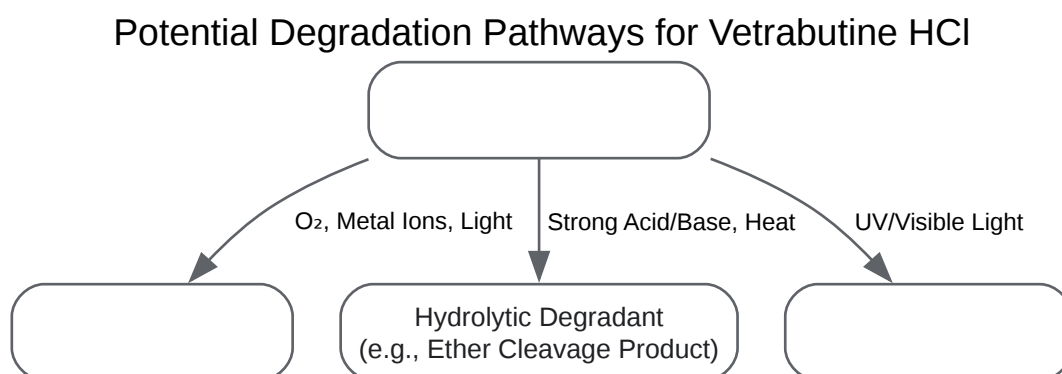 Potential Degradation Pathways for Vetrabutine HCl
O₂, Metal Ions, Light
Strong Acid/Base, Heat
UV/Visible Light
Hydrolytic Degradant
(e.g., Ether Cleavage Product)